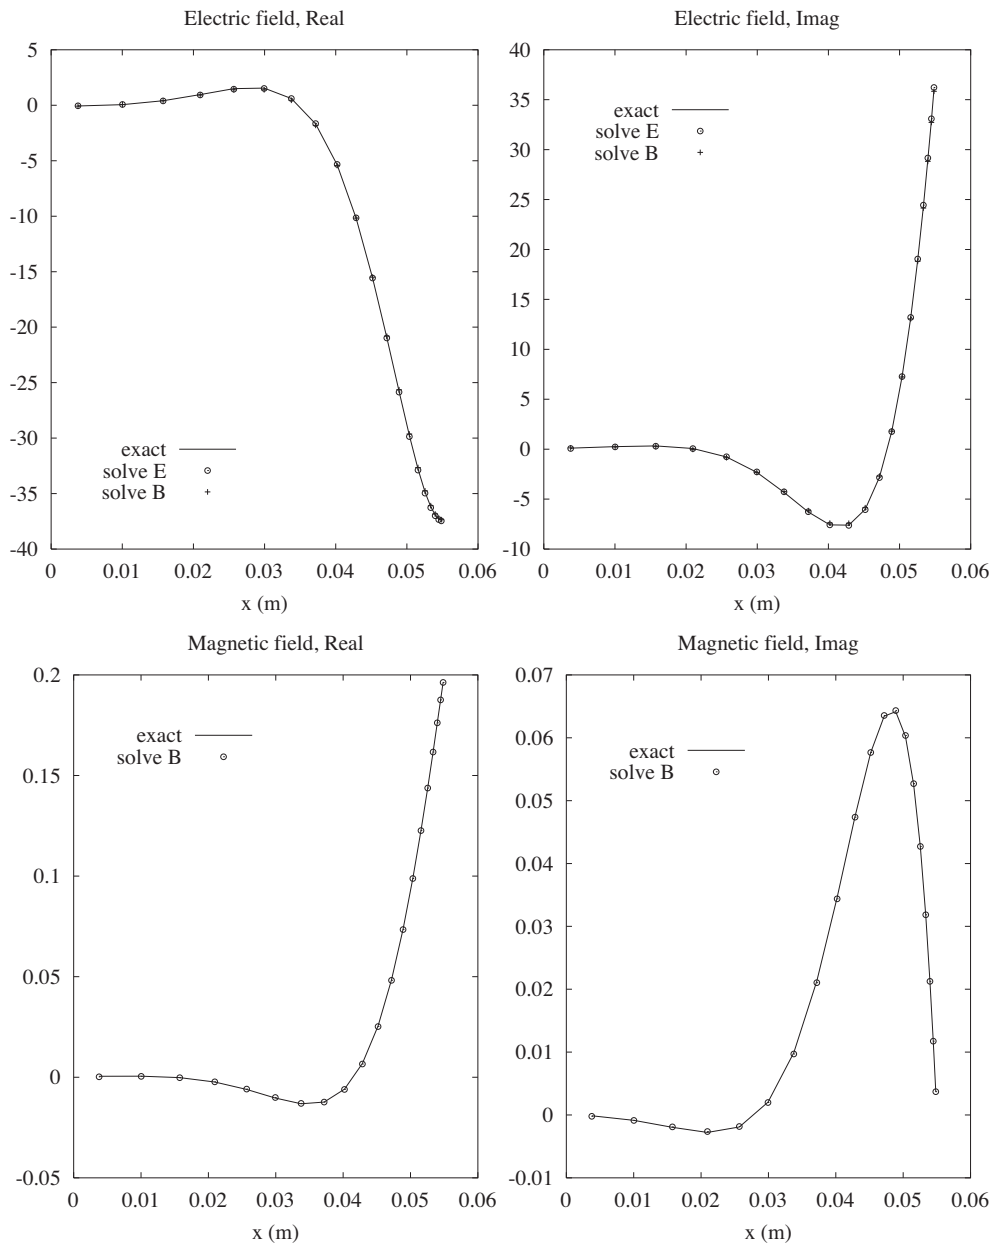 Electric field, Real
5
0
-5
-10
-15
-20
-25
-30
-35
-40
exact
solve E
solve B
0 0.01 0.02 0.03 0.04 0.05 0.06
x (m)
Electric field, Imag
40
35
30
25
20
15
10
5
0
-5
-10
exact
solve E
solve B
0 0.01 0.02 0.03 0.04 0.05 0.06
x (m)
Magnetic field, Real
0.2
0.15
0.1
0.05
0
-0.05
exact
solve B
0 0.01 0.02 0.03 0.04 0.05 0.06
x (m)
Magnetic field, Imag
0.07
0.06
0.05
0.04
0.03
0.02
0.01
0
-0.01
exact
solve B
0 0.01 0.02 0.03 0.04 0.05 0.06
x (m)